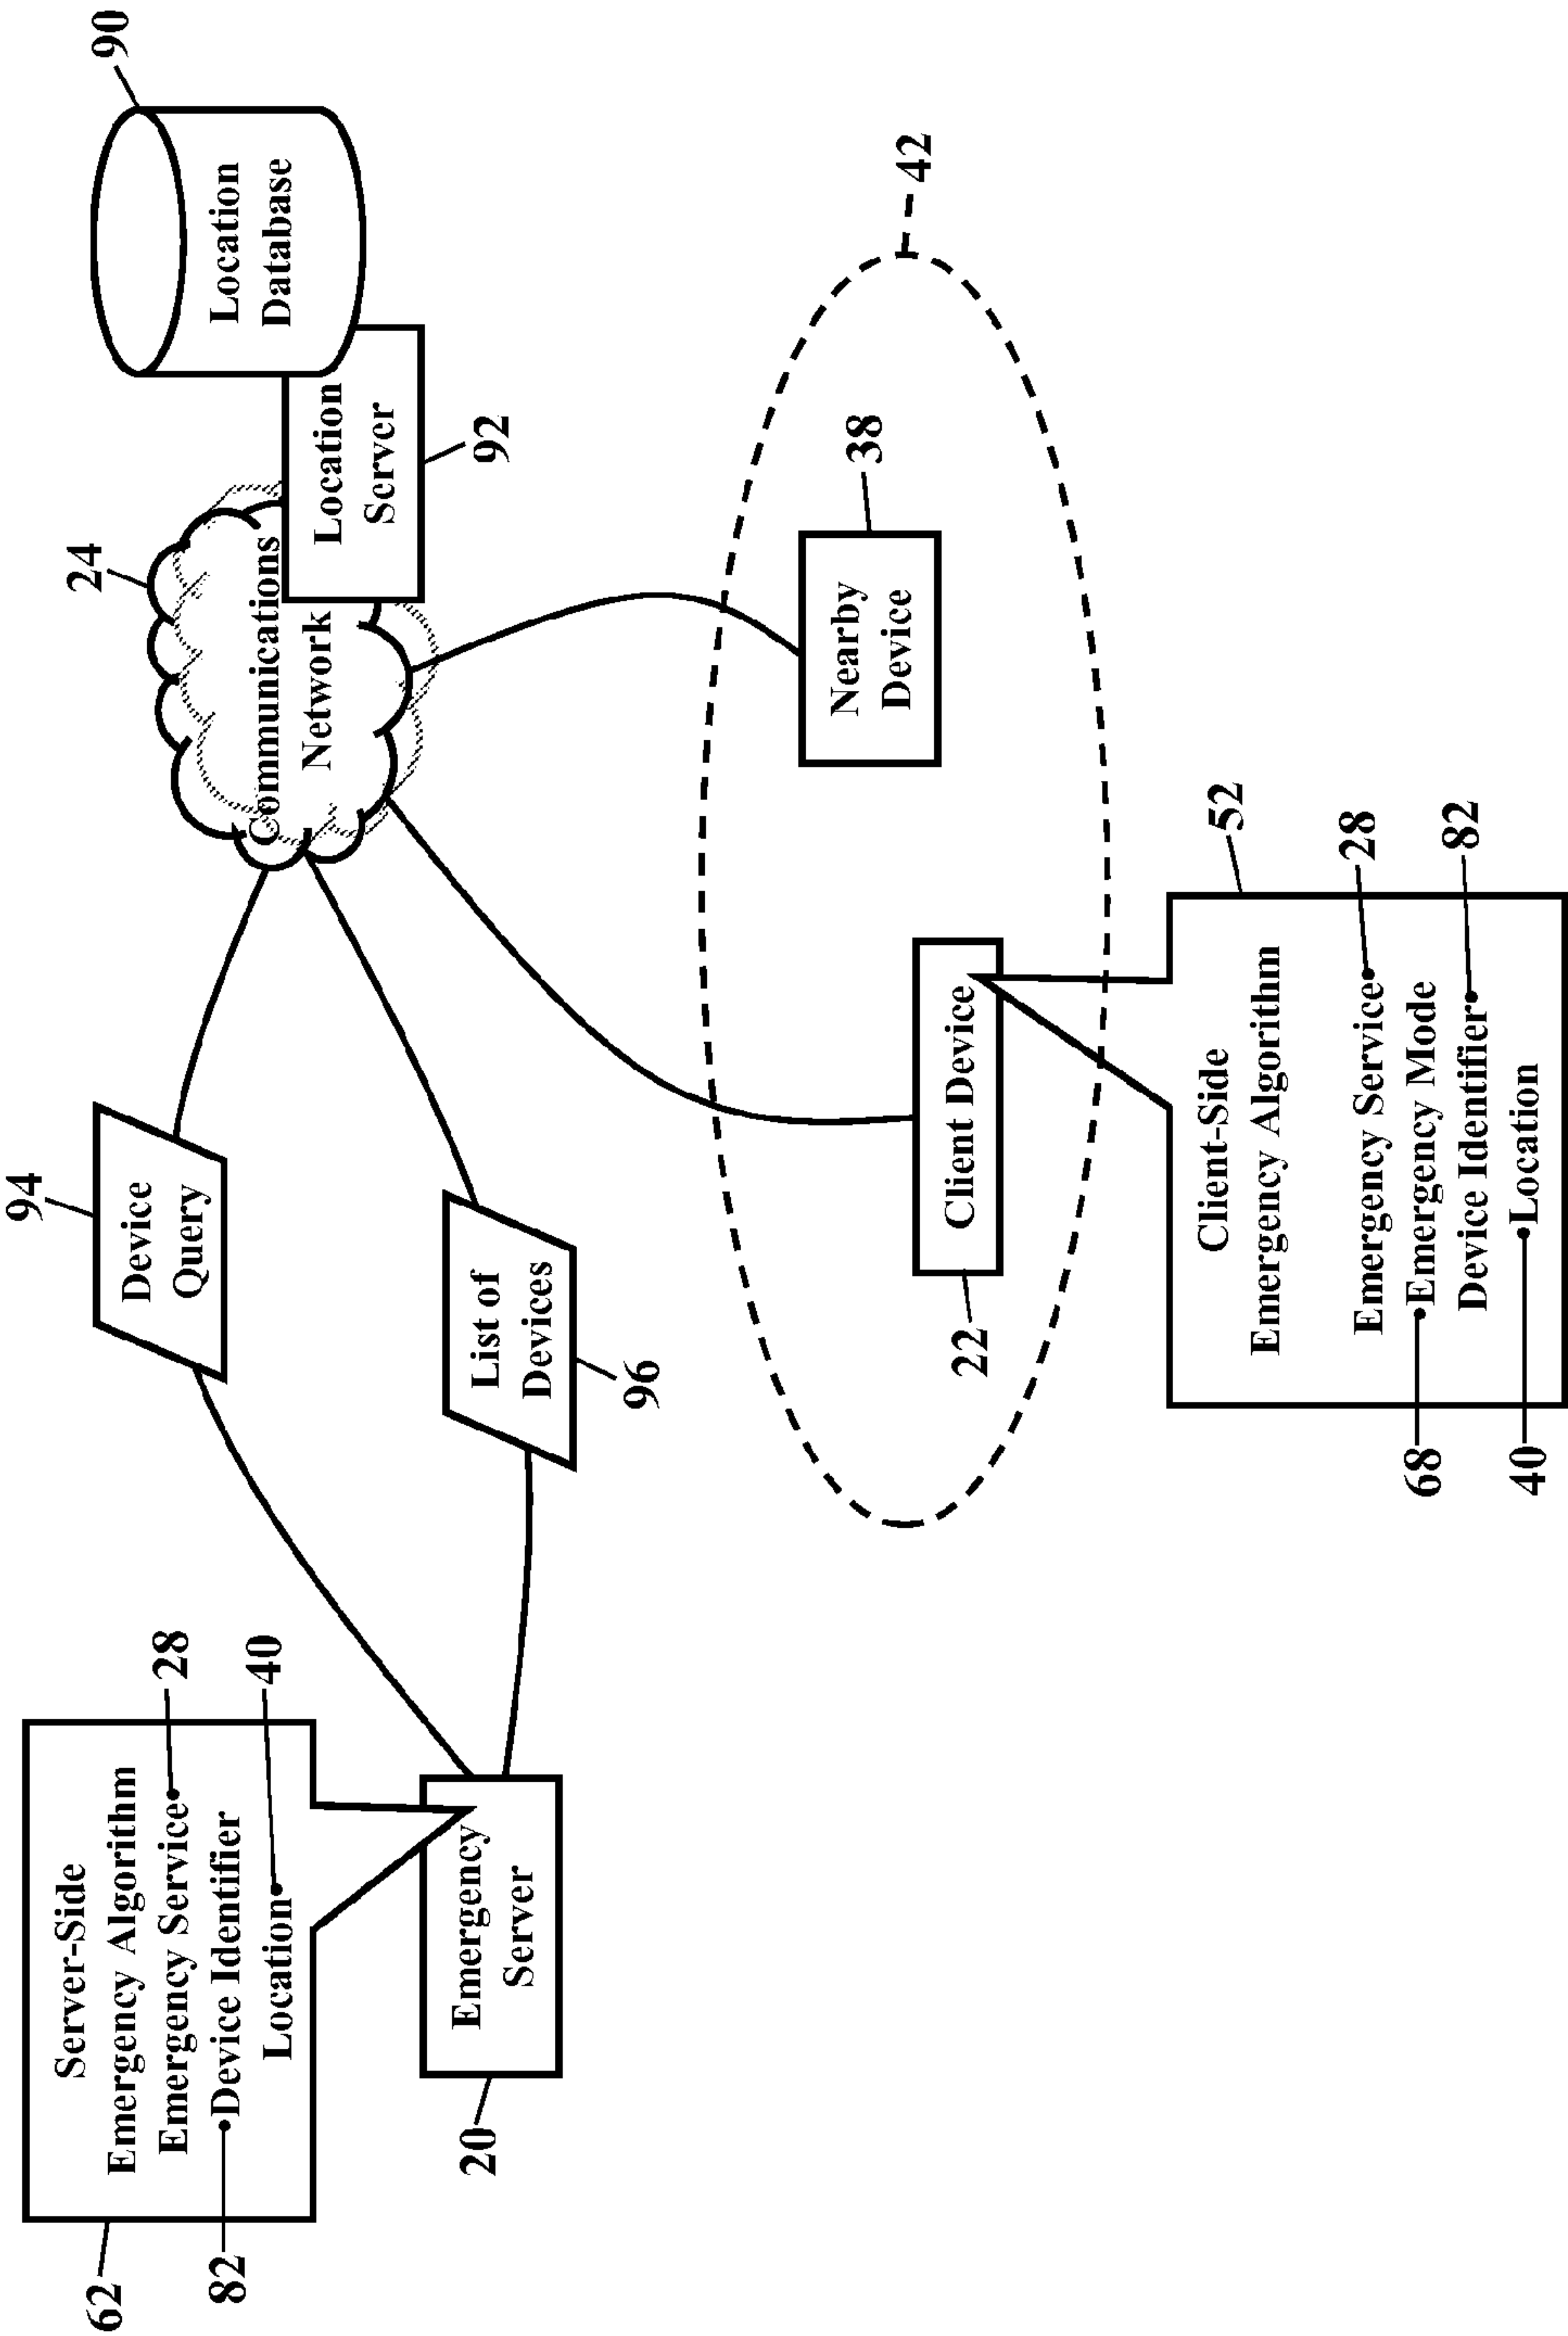 62
Server-Side
Emergency Algorithm
Emergency Service
28
82
Device Identifier
Location
40
20
Emergency
Server
94
Device
Query
List of
Devices
96
24
Communications
Network
Location
Server
92
Location
Database
90
42
Nearby
Device
38
22
Client Device
52
Client-Side
Emergency Algorithm
Emergency Service
28
68
Emergency Mode
Device Identifier
82
40
Location